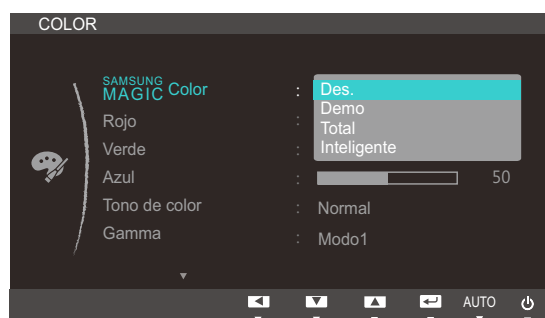 COLOR
SAMSUNG MAGIC Color : Des.
Demo
Total
Inteligente
Rojo :
Verde :
Azul : 50
Tono de color : Normal
Gamma : Modo1
AUTO